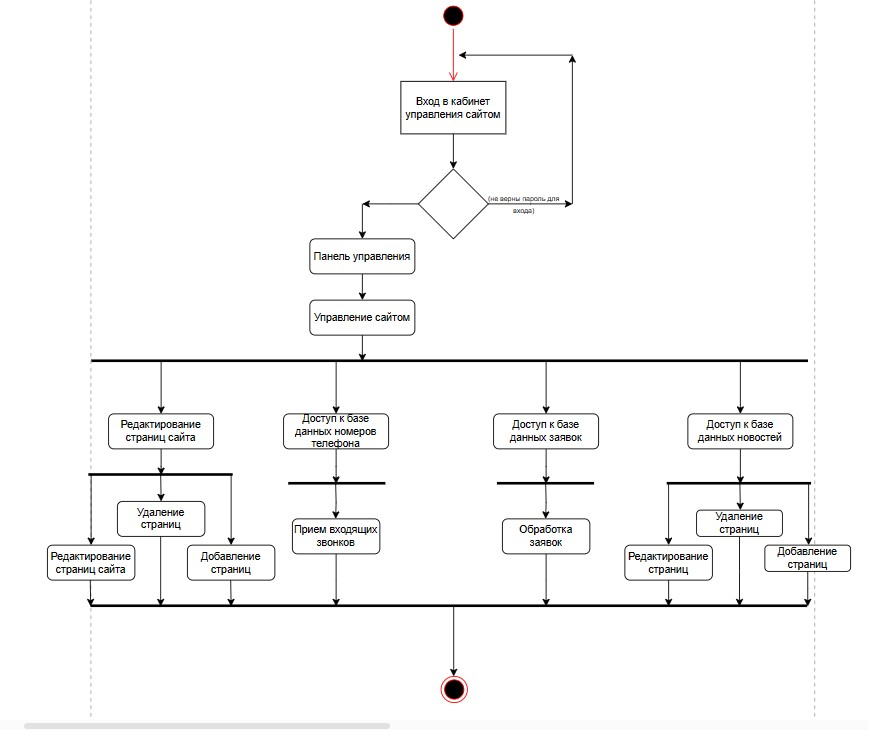 Вход в кабинет
управления сайтом
(не верны пароль для
входа)
Панель управления
Управление сайтом
Редактирование
страниц сайта
Доступ к базе
данных номеров
телефона
Доступ к базе
данных заявок
Доступ к базе
данных новостей
Удаление
страниц
Редактирование
страниц сайта
Добавление
страниц
Прием входящих
звонков
Обработка
заявок
Удаление
страниц
Редактирование
страниц
Добавление
страниц